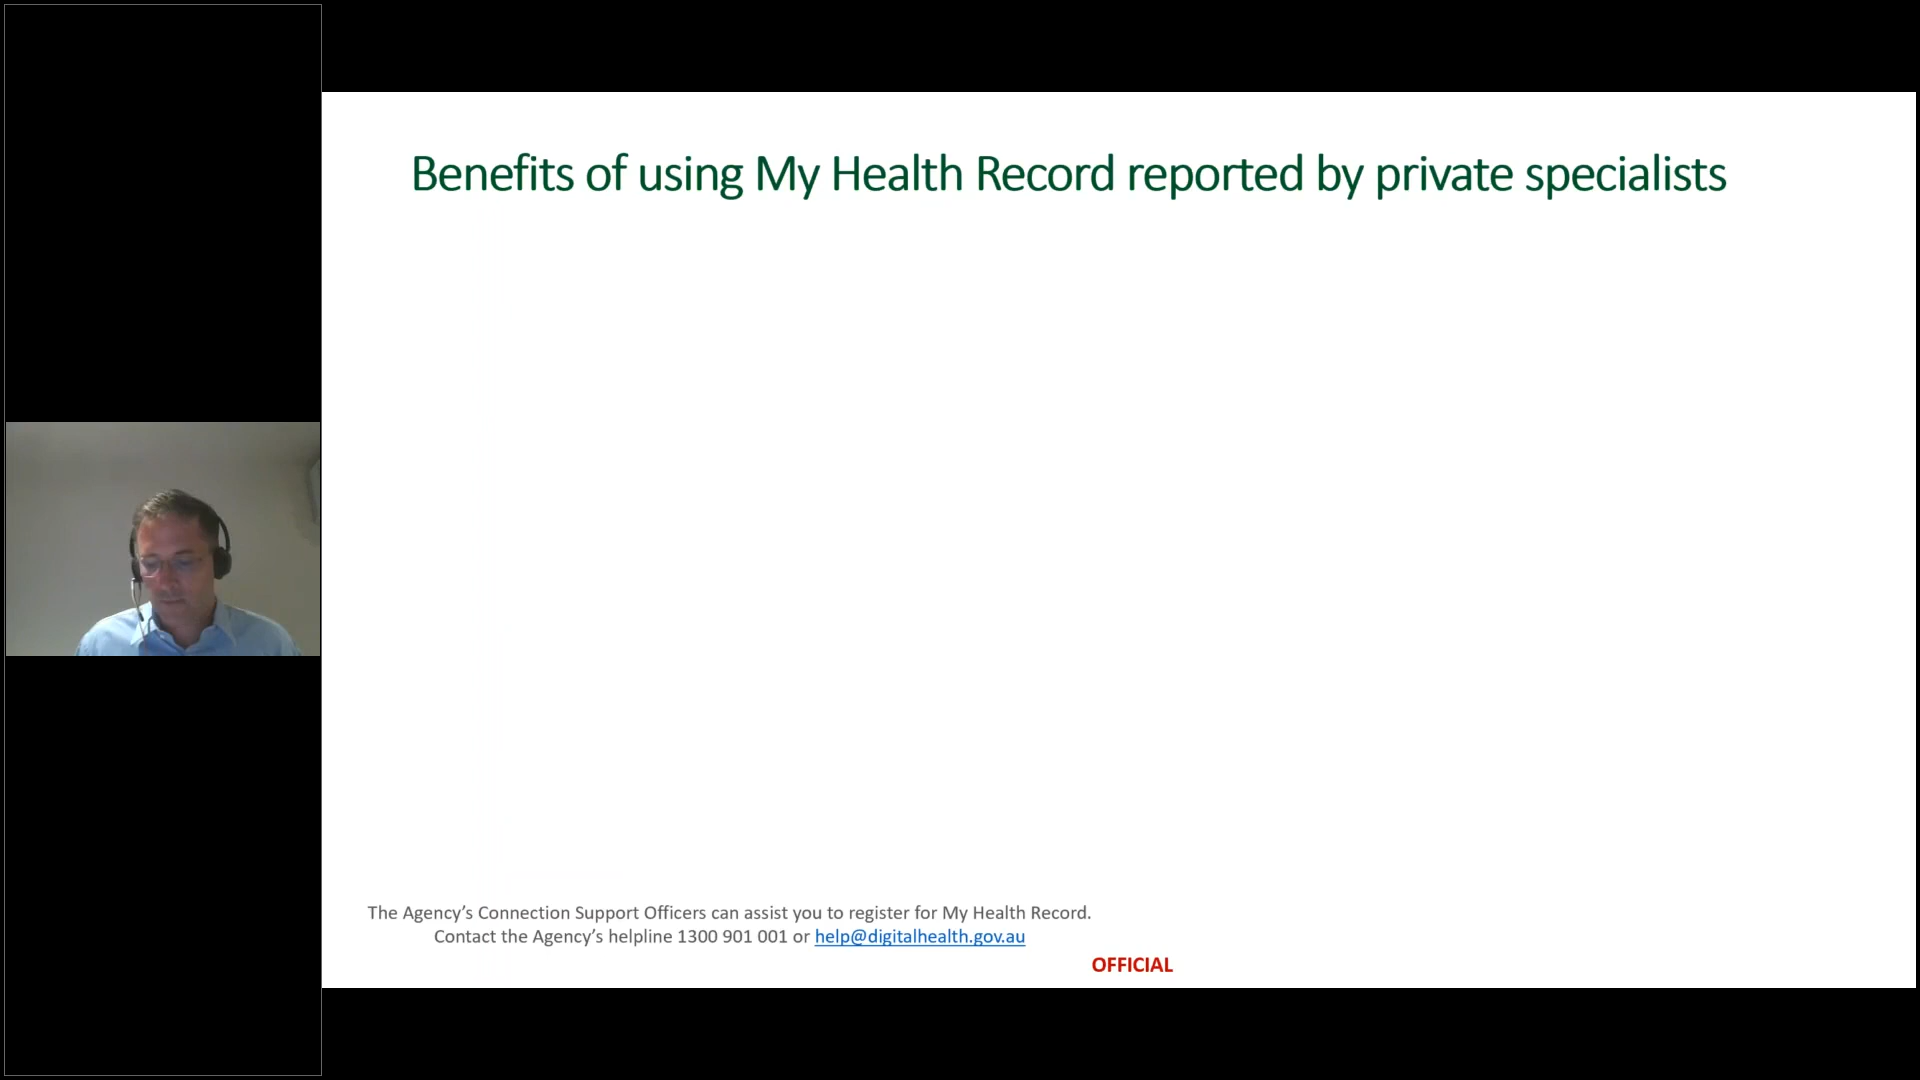 Benefits of using My Health Record reported by private specialists
The Agency’s Connection Support Officers can assist you to register for My Health Record.
Contact the Agency’s helpline 1300 901 001 or help@digitalhealth.gov.au
OFFICIAL